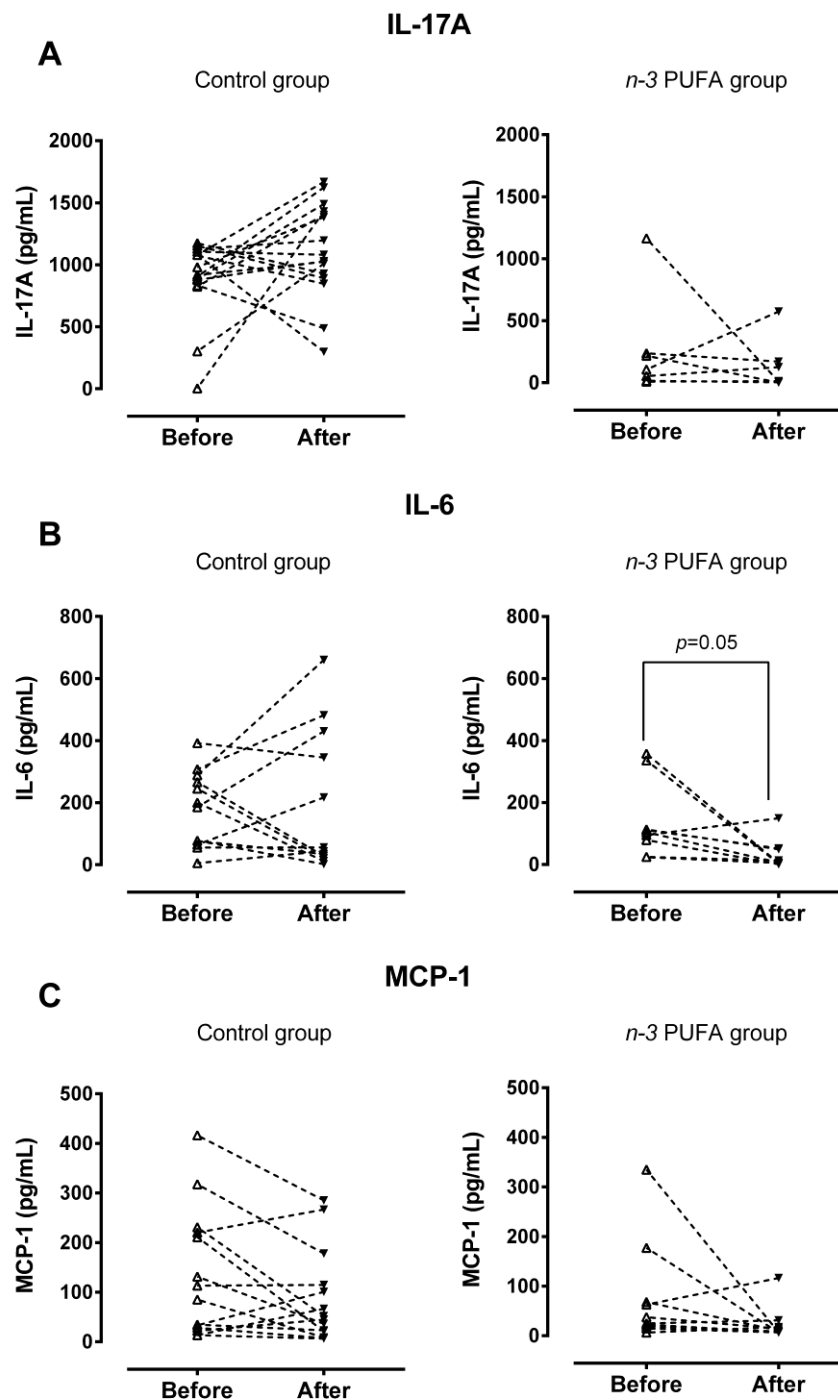 IL-17A
A
Control group
n-3 PUFA group
IL-17A (pg/mL)
2000
1500
1000
500
0
Before After
IL-17A (pg/mL)
2000
1500
1000
500
0
Before After
IL-6
B
Control group
n-3 PUFA group
IL-6 (pg/mL)
800
600
400
200
0
Before After
IL-6 (pg/mL)
800
600
400
200
0
p=0.05
Before After
MCP-1
C
Control group
n-3 PUFA group
MCP-1 (pg/mL)
500
400
300
200
100
0
Before After
MCP-1 (pg/mL)
500
400
300
200
100
0
Before After